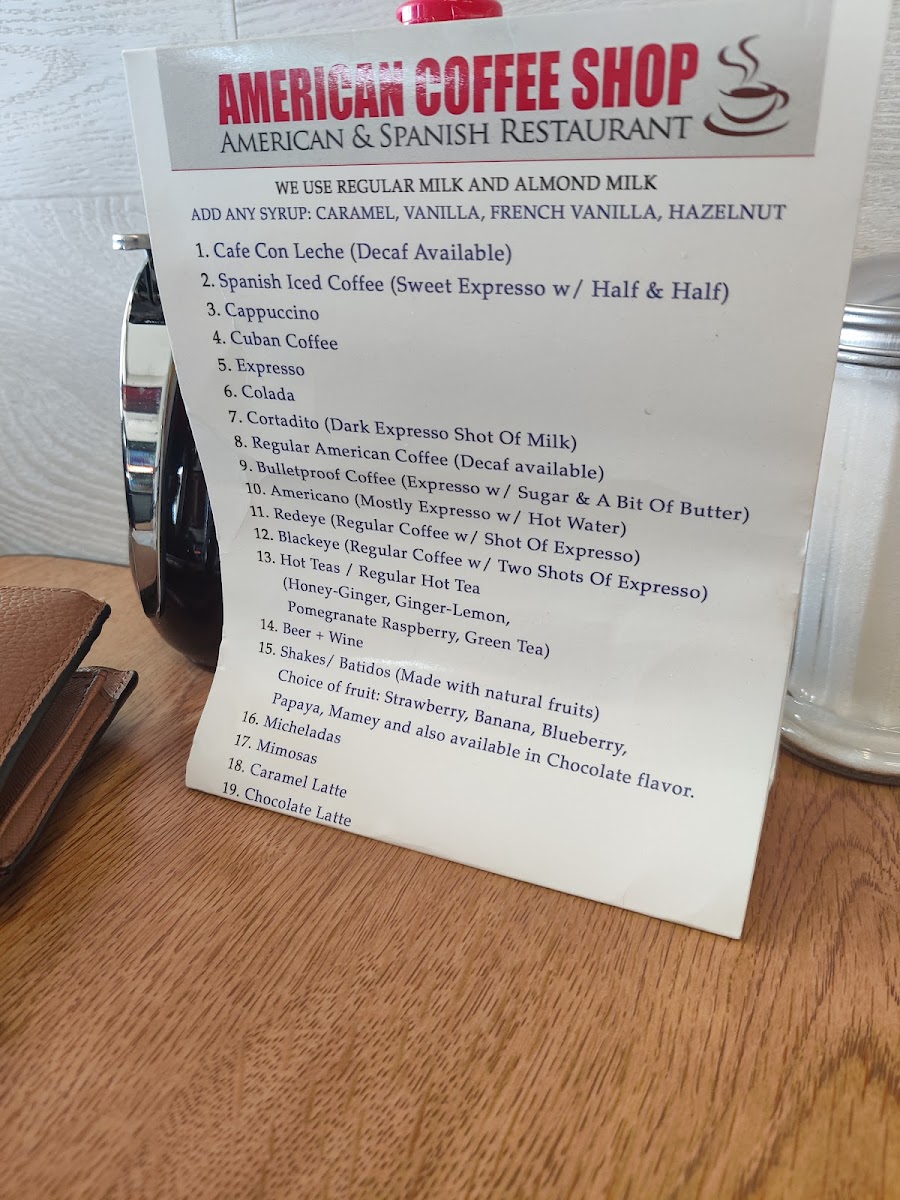 AMERICAN COFFEE SHOP
AMERICAN & SPANISH RESTAURANT
WE USE REGULAR MILK AND ALMOND MILK
ADD ANY SYRUP: CARAMEL, VANILLA, FRENCH VANILLA, HAZELNUT
1. Cafe Con Leche (Decaf Available)
2. Spanish Iced Coffee (Sweet Expresso w/ Half & Half)
3. Cappuccino
4. Cuban Coffee
5. Expresso
6. Colada
7. Cortadito (Dark Expresso Shot Of Milk)
8. Regular American Coffee (Decaf available)
9. Bulletproof Coffee (Expresso w/ Sugar & A Bit Of Butter)
10. Americano (Mostly Expresso w/ Hot Water)
11. Redeye (Regular Coffee w/ Shot Of Expresso)
12. Blackeye (Regular Coffee w/ Two Shots Of Expresso)
13. Hot Teas / Regular Hot Tea
(Honey-Ginger, Ginger-Lemon,
Pomegranate Raspberry, Green Tea)
14. Beer + Wine
15. Shakes/ Batidos (Made with natural fruits)
Choice of fruit: Strawberry, Banana, Blueberry,
Papaya, Mamey and also available in Chocolate flavor.
16. Micheladas
17. Mimosas
18. Caramel Latte
19. Chocolate Latte